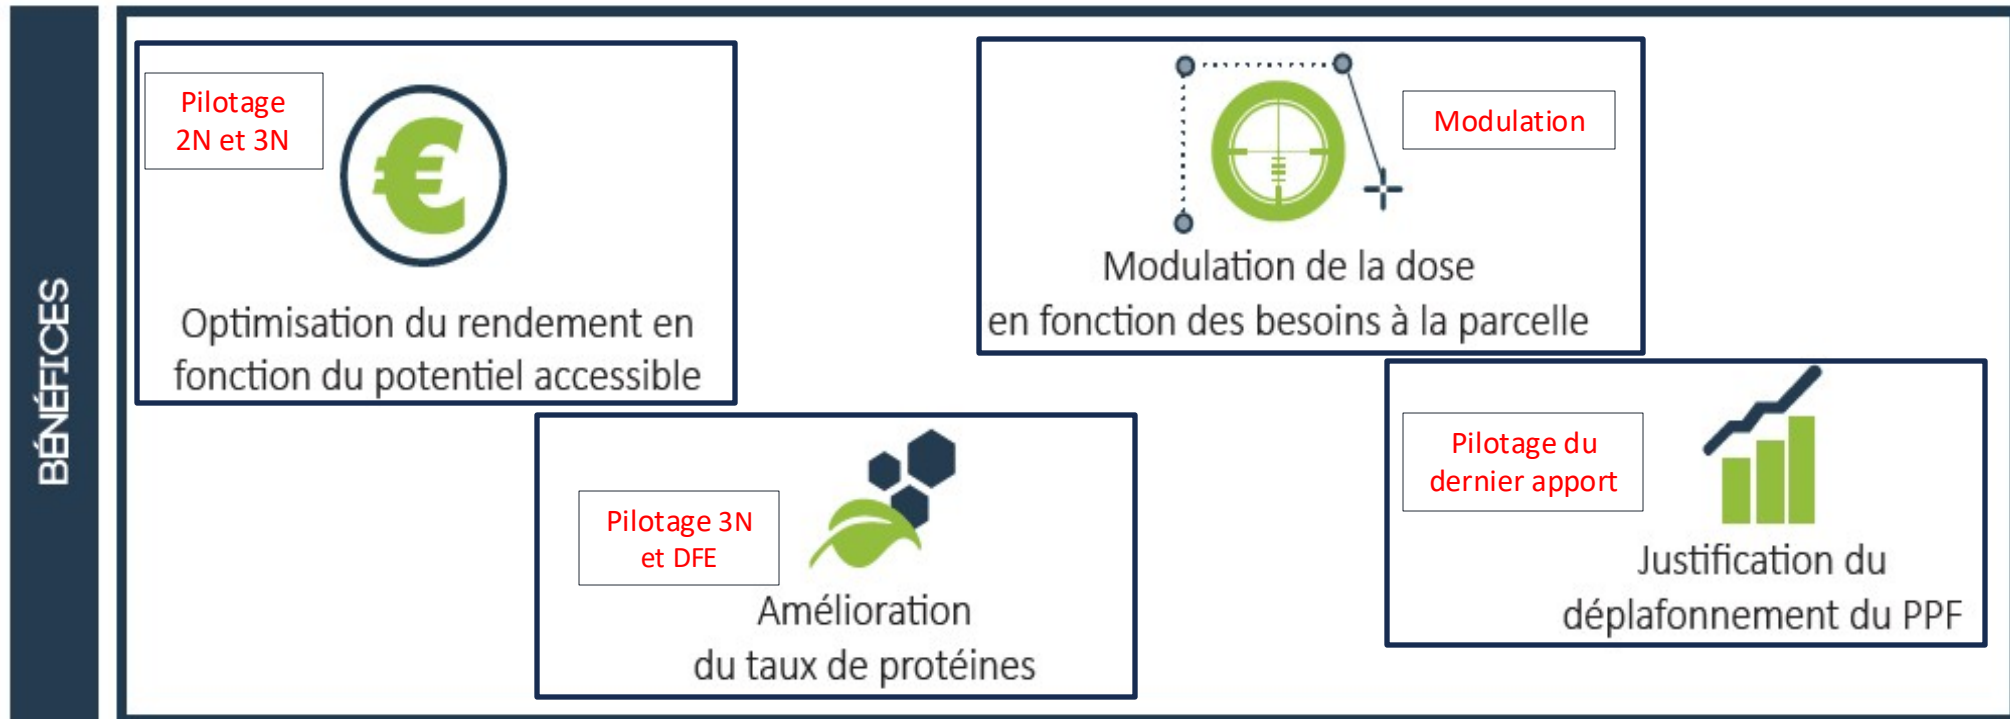 BÉNÉFICES
Pilotage
2N et 3N
€
Optimisation du rendement en
fonction du potentiel accessible
Modulation
Modulation de la dose
en fonction des besoins à la parcelle
Pilotage 3N
et DFE
Amélioration
du taux de protéines
Pilotage du
dernier apport
Justification du
déplafonnement du PPF